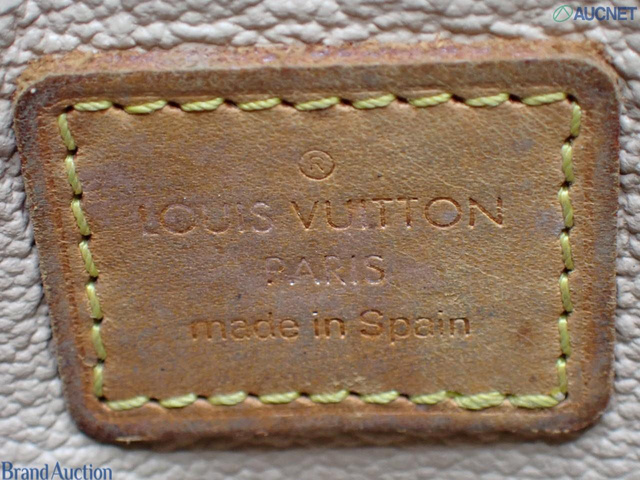 AUCNET
®
LOUIS VUITTON
PARIS
made in Spain
Brand Auction